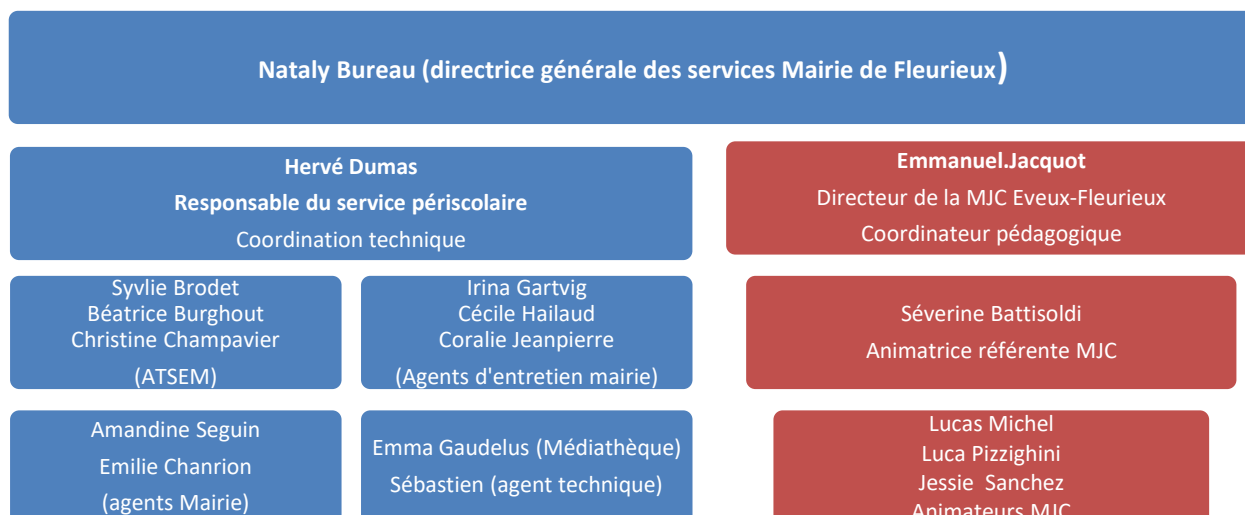 Nataly Bureau (directrice générale des services Mairie de Fleurieux)
Hervé Dumas
Responsable du service périscolaire
Coordination technique
Emmanuel.Jacquot
Directeur de la MJC Eveux-Fleurieux
Coordinateur pédagogique
Syvlie Brodet
Béatrice Burghout
Christine Champavier
(ATSEM)
Irina Gartvig
Cécile Hailaud
Coralie Jeanpierre
(Agents d'entretien mairie)
Séverine Battisoldi
Animatrice référente MJC
Amandine Seguin
Emilie Chanrion
(agents Mairie)
Emma Gaudelus (Médiathèque)
Sébastien (agent technique)
Lucas Michel
Luca Pizzighini
Jessie Sanchez
Animateurs MJC